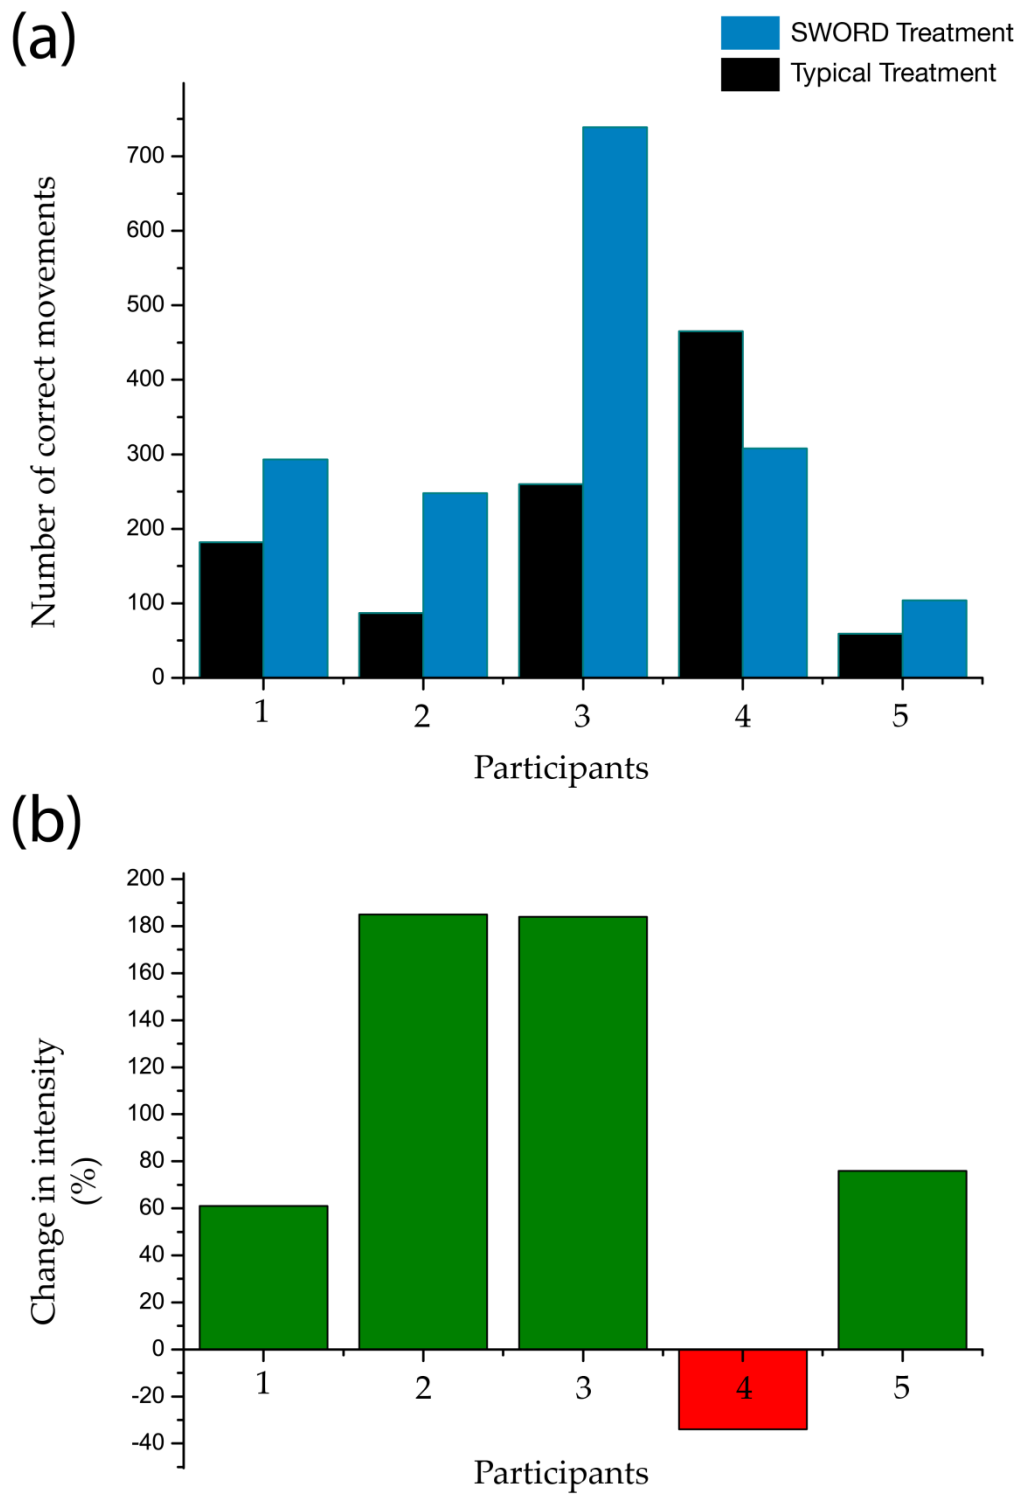 (a)
SWORD Treatment
Typical Treatment
Number of correct movements
700
600
500
400
300
200
100
0
1 2 3 4 5
Participants
(b)
Change in intensity
(%)
200
180
160
140
120
100
80
60
40
20
0
-20
-40
1 2 3 4 5
Participants